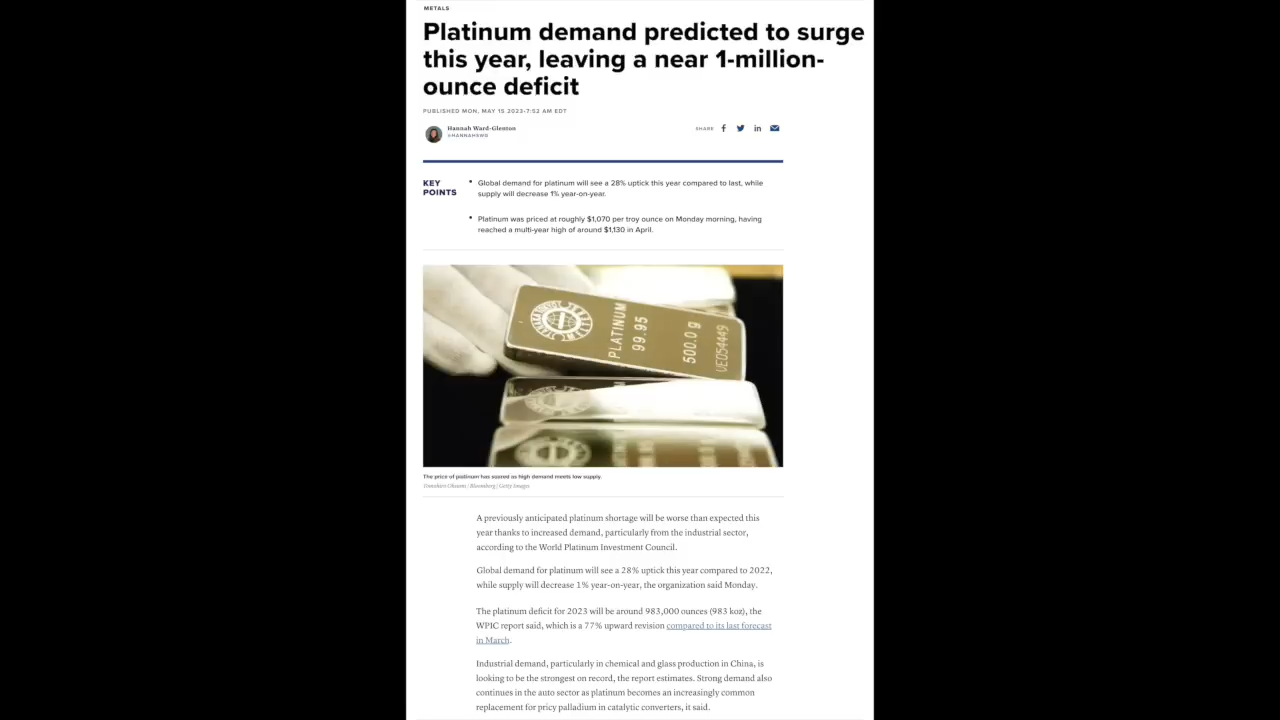 METALS
Platinum demand predicted to surge
this year, leaving a near 1-million-
ounce deficit
PUBLISHED MON, MAY 15 2023-7:52 AM EDT
Hannah Ward-Glenton
@HANNAHSWG
SHARE
KEY
POINTS
• Global demand for platinum will see a 28% uptick this year compared to last, while
supply will decrease 1% year-on-year.
• Platinum was priced at roughly $1,070 per troy ounce on Monday morning, having
reached a multi-year high of around $1,130 in April.
PLATINUM
99.95
500.0 g
UE054449
The price of platinum has soared as high demand meets low supply.
Tomohiro Ohsumi | Bloomberg | Getty Images
A previously anticipated platinum shortage will be worse than expected this
year thanks to increased demand, particularly from the industrial sector,
according to the World Platinum Investment Council.
Global demand for platinum will see a 28% uptick this year compared to 2022,
while supply will decrease 1% year-on-year, the organization said Monday.
The platinum deficit for 2023 will be around 983,000 ounces (983 koz), the
WPIC report said, which is a 77% upward revision compared to its last forecast
in March.
Industrial demand, particularly in chemical and glass production in China, is
looking to be the strongest on record, the report estimates. Strong demand also
continues in the auto sector as platinum becomes an increasingly common
replacement for pricy palladium in catalytic converters, it said.